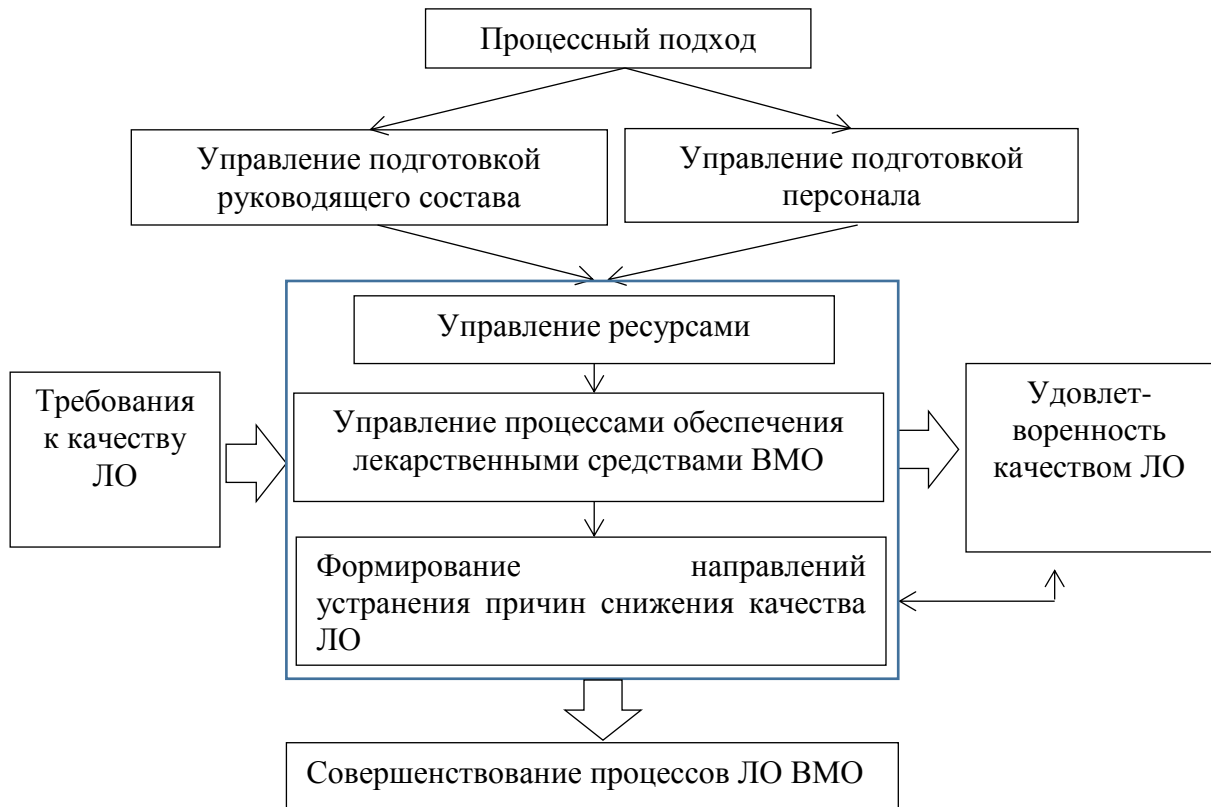 Процессный подход
Управление подготовкой
руководящего состава
Управление подготовкой
персонала
Управление ресурсами
Требования
к качеству
ЛО
Управление процессами обеспечения
лекарственными средствами ВМО
Удовлет-
воренность
качеством ЛО
Формирование направлений
устранения причин снижения качества
ЛО
Совершенствование процессов ЛО ВМО